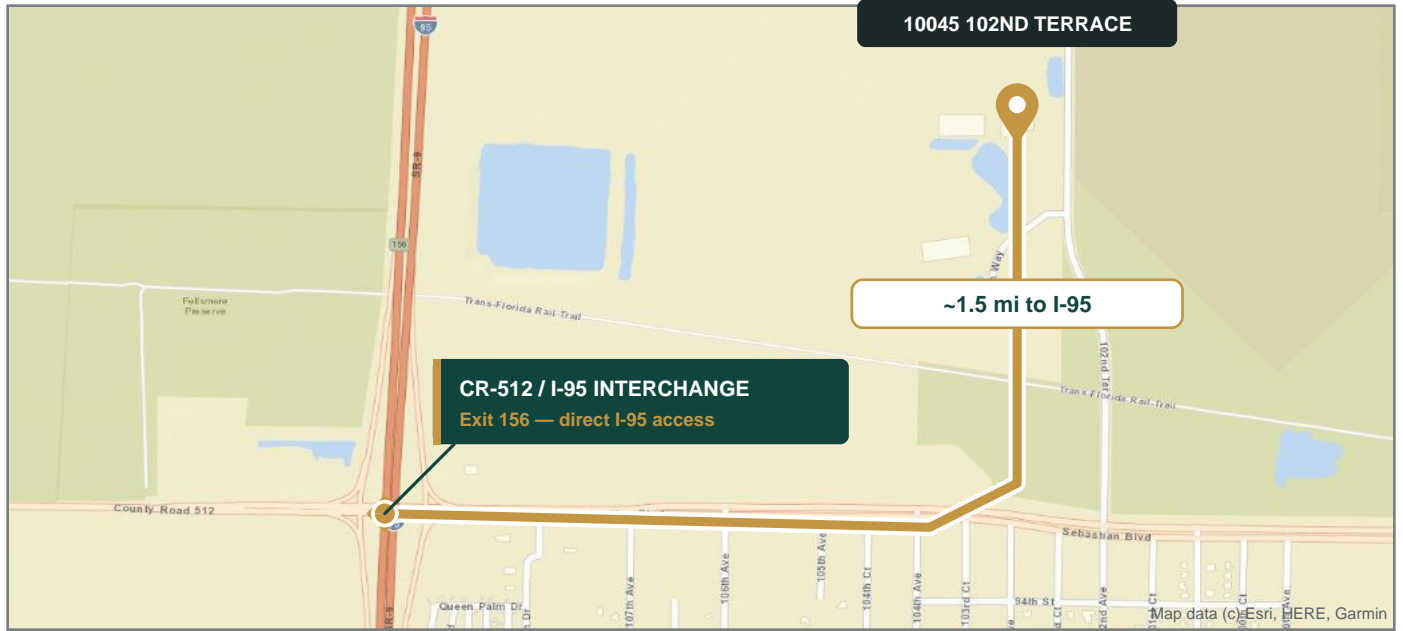 10045 102ND TERRACE
95
SR-9
156
Way
Fellsmere
Preserve
Trans-Florida Rail-Trail
~1.5 mi to I-95
102nd Ter
CR-512 / I-95 INTERCHANGE
Exit 156 — direct I-95 access
Trans-Florida Rail-Trail
County Road 512
Sebastian Blvd
Queen Palm Dr
Dr
SR-9
107th Ave
106th Ave
105th Ave
104th Ct
104th Ave
103rd Ct
94th St
Map data (c) Esri, HERE, Garmin